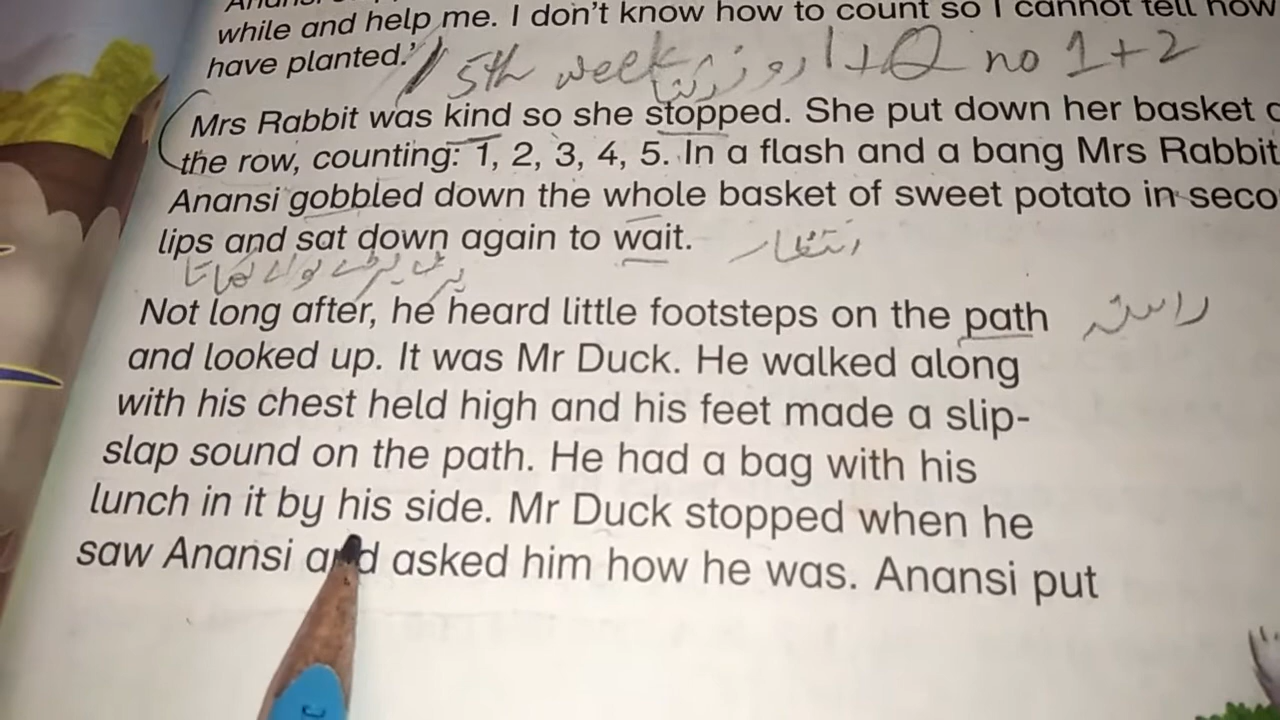 while and help me. I don't know how to count so I cannot tell how
have planted.'
5th week 1+Q no 1+2
Mrs Rabbit was kind so she stopped. She put down her basket
the row, counting: 1, 2, 3, 4, 5. In a flash and a bang Mrs Rabbit
Anansi gobbled down the whole basket of sweet potato in seco
lips and sat down again to wait. انتظار
Not long after, he heard little footsteps on the path راستہ
and looked up. It was Mr Duck. He walked along
with his chest held high and his feet made a slip-
slap sound on the path. He had a bag with his
lunch in it by his side. Mr Duck stopped when he
saw Anansi and asked him how he was. Anansi put